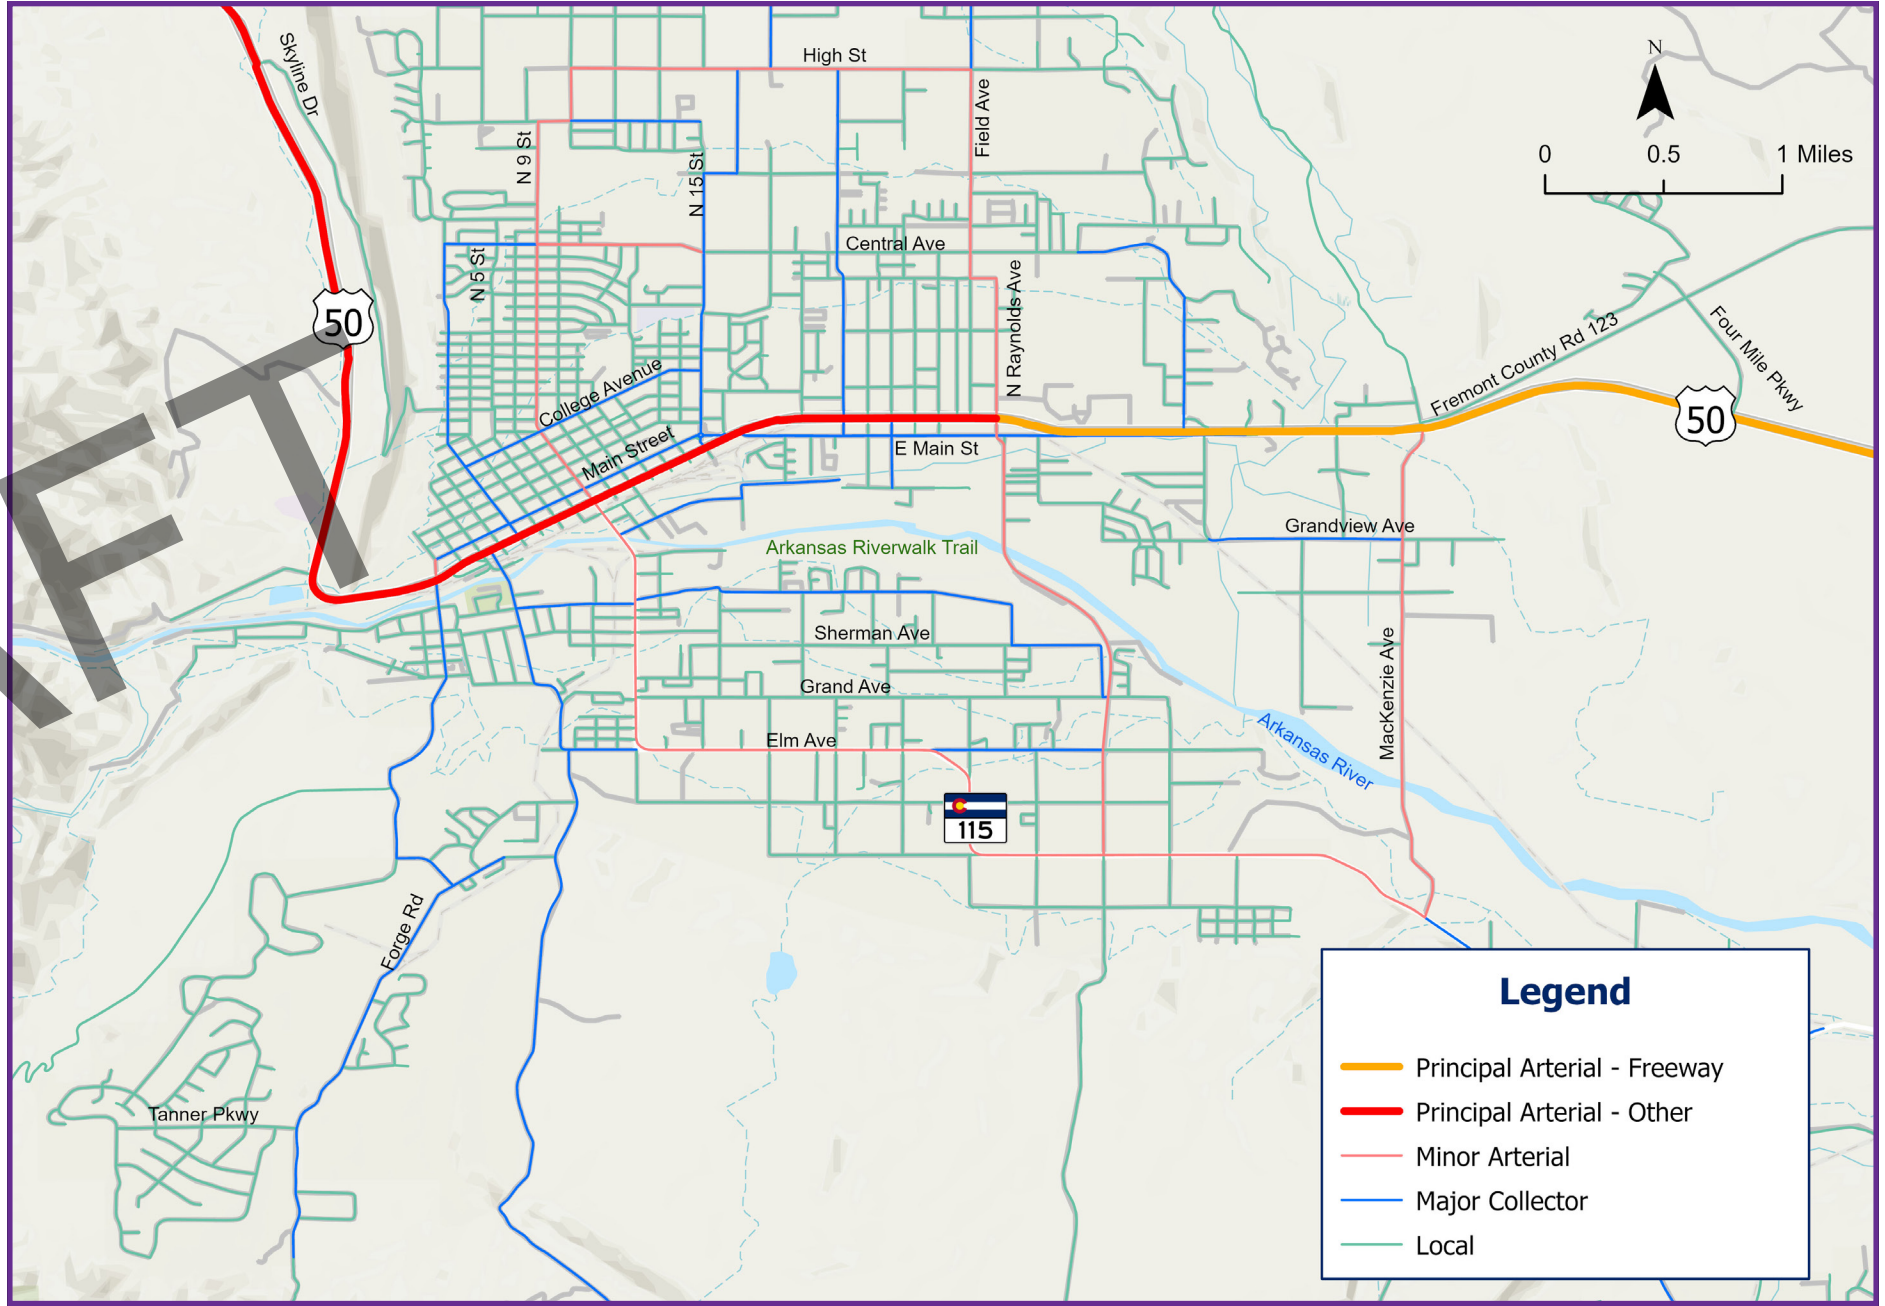 Skyline Dr
High St
N 9 St
N 15 St
Field Ave
N
0 0.5 1 Miles
N 5 St
Central Ave
N Raynolds Ave
50
Fremont County Rd 123
Four Mile Pkwy
50
College Avenue
Main Street
E Main St
AFT
Grandview Ave
Arkansas Riverwalk Trail
Sherman Ave
MacKenzie Ave
Grand Ave
Elm Ave
Arkansas River
115
Forge Rd
Tanner Pkwy
Legend
Principal Arterial - Freeway
Principal Arterial - Other
Minor Arterial
Major Collector
Local